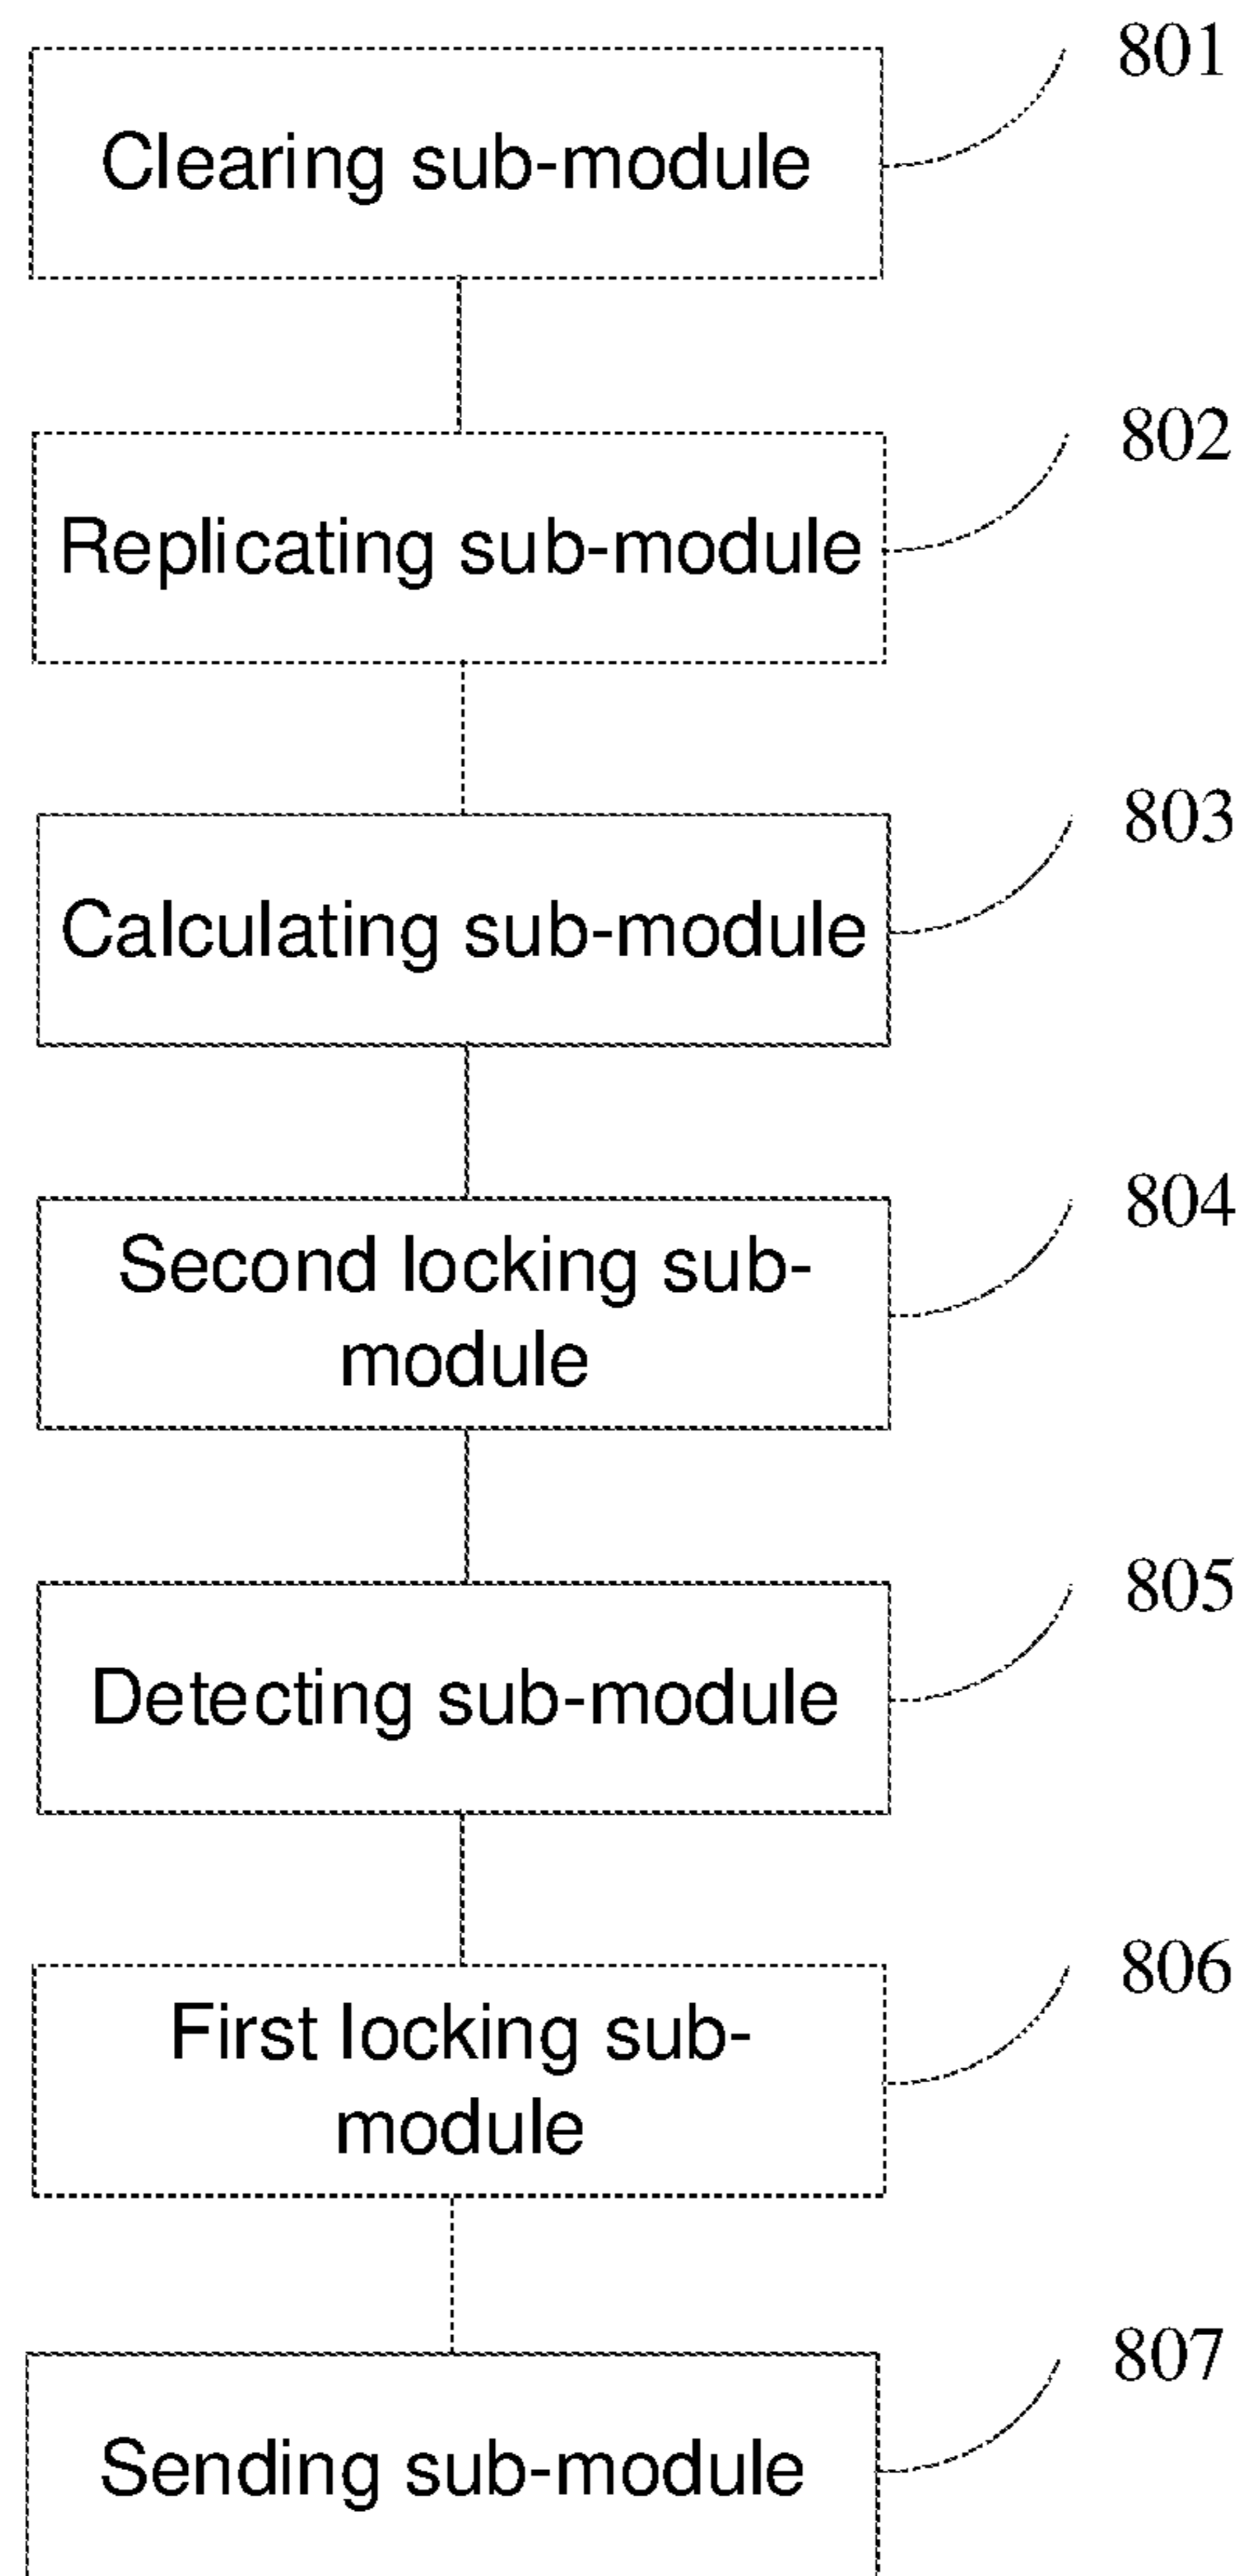 801
Clearing sub-module
802
Replicating sub-module
803
Calculating sub-module
804
Second locking sub-
module
805
Detecting sub-module
806
First locking sub-
module
807
Sending sub-module